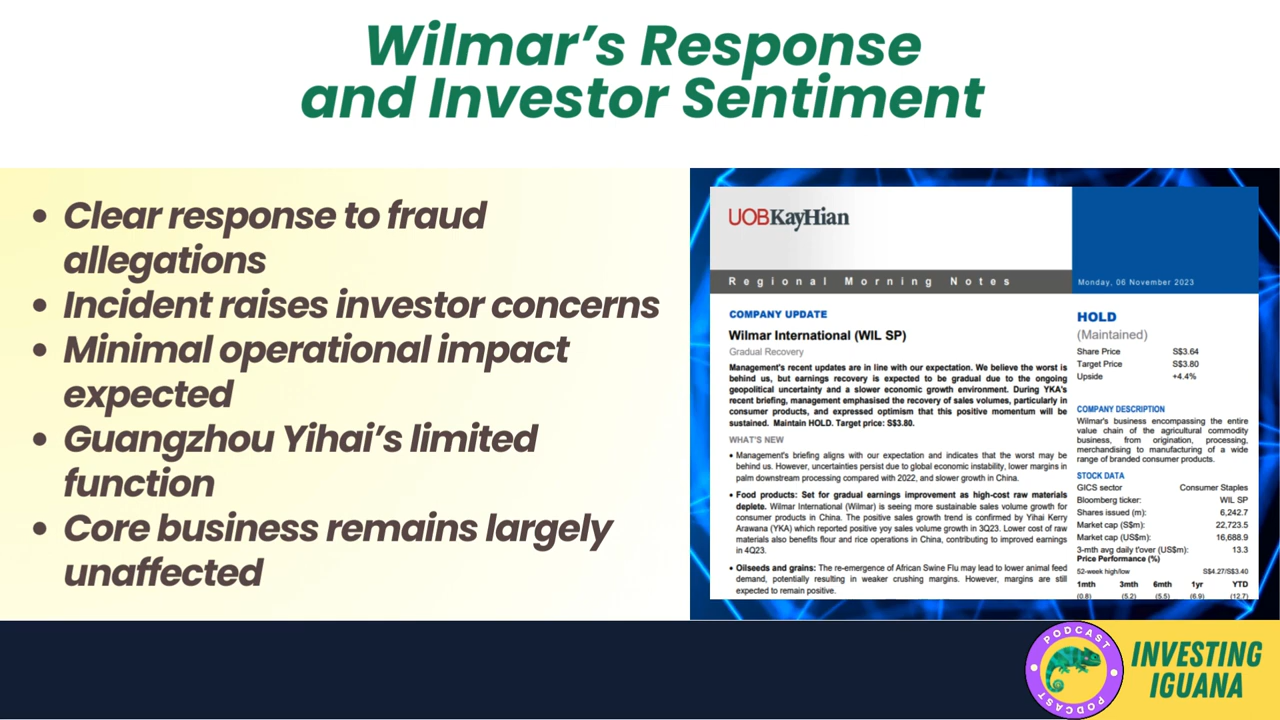 Wilmar’s Response
and Investor Sentiment
• Clear response to fraud
allegations
• Incident raises investor concerns
• Minimal operational impact
expected
• Guangzhou Yihai’s limited
function
• Core business remains largely
unaffected
UOBKayHian
Regional Morning Notes
Monday, 06 November 2023
COMPANY UPDATE
Wilmar International (WIL SP)
Gradual Recovery
Management's recent updates are in line with our expectation. We believe the worst is
behind us, but earnings recovery is expected to be gradual due to the ongoing
geopolitical uncertainty and a slower economic growth environment. During YKA's
recent briefing, management emphasised the recovery of sales volumes, particularly in
consumer products, and expressed optimism that this positive momentum will be
sustained. Maintain HOLD. Target price: S$3.80.
WHAT'S NEW
• Management's briefing aligns with our expectation and indicates that the worst may be
behind us. However, uncertainties persist due to global economic instability, lower margins in
palm downstream processing compared with 2022, and slower growth in China.
• Food products: Set for gradual earnings improvement as high-cost raw materials
deplete. Wilmar International (Wilmar) is seeing more sustainable sales volume growth for
consumer products in China. The positive sales growth trend is confirmed by Yihai Kerry
Arawana (YKA) which reported positive yoy sales volume growth in 3Q23. Lower cost of raw
materials also benefits flour and rice operations in China, contributing to improved earnings
in 4Q23.
• Oilseeds and grains: The re-emergence of African Swine Flu may lead to lower animal feed
demand, potentially resulting in weaker crushing margins. However, margins are still
expected to remain positive.
HOLD
(Maintained)
Share Price S$3.64
Target Price S$3.80
Upside +4.4%
COMPANY DESCRIPTION
Wilmar's business encompassing the entire
value chain of the agricultural commodity
business, from origination, processing,
merchandising to manufacturing of a wide
range of branded consumer products.
STOCK DATA
GICS sector Consumer Staples
Bloomberg ticker: WIL SP
Shares issued (m): 6,242.7
Market cap (S$m): 22,723.5
Market cap (US$m): 16,688.9
3-mth avg daily t'over (US$m): 13.3
Price Performance (%)
52-week high/low S$4.27/S$3.40
1mth 3mth 6mth 1yr YTD
(0.8) (5.2) (5.5) (6.9) (12.7)
PODCAST
PODCAST
INVESTING
IGUANA